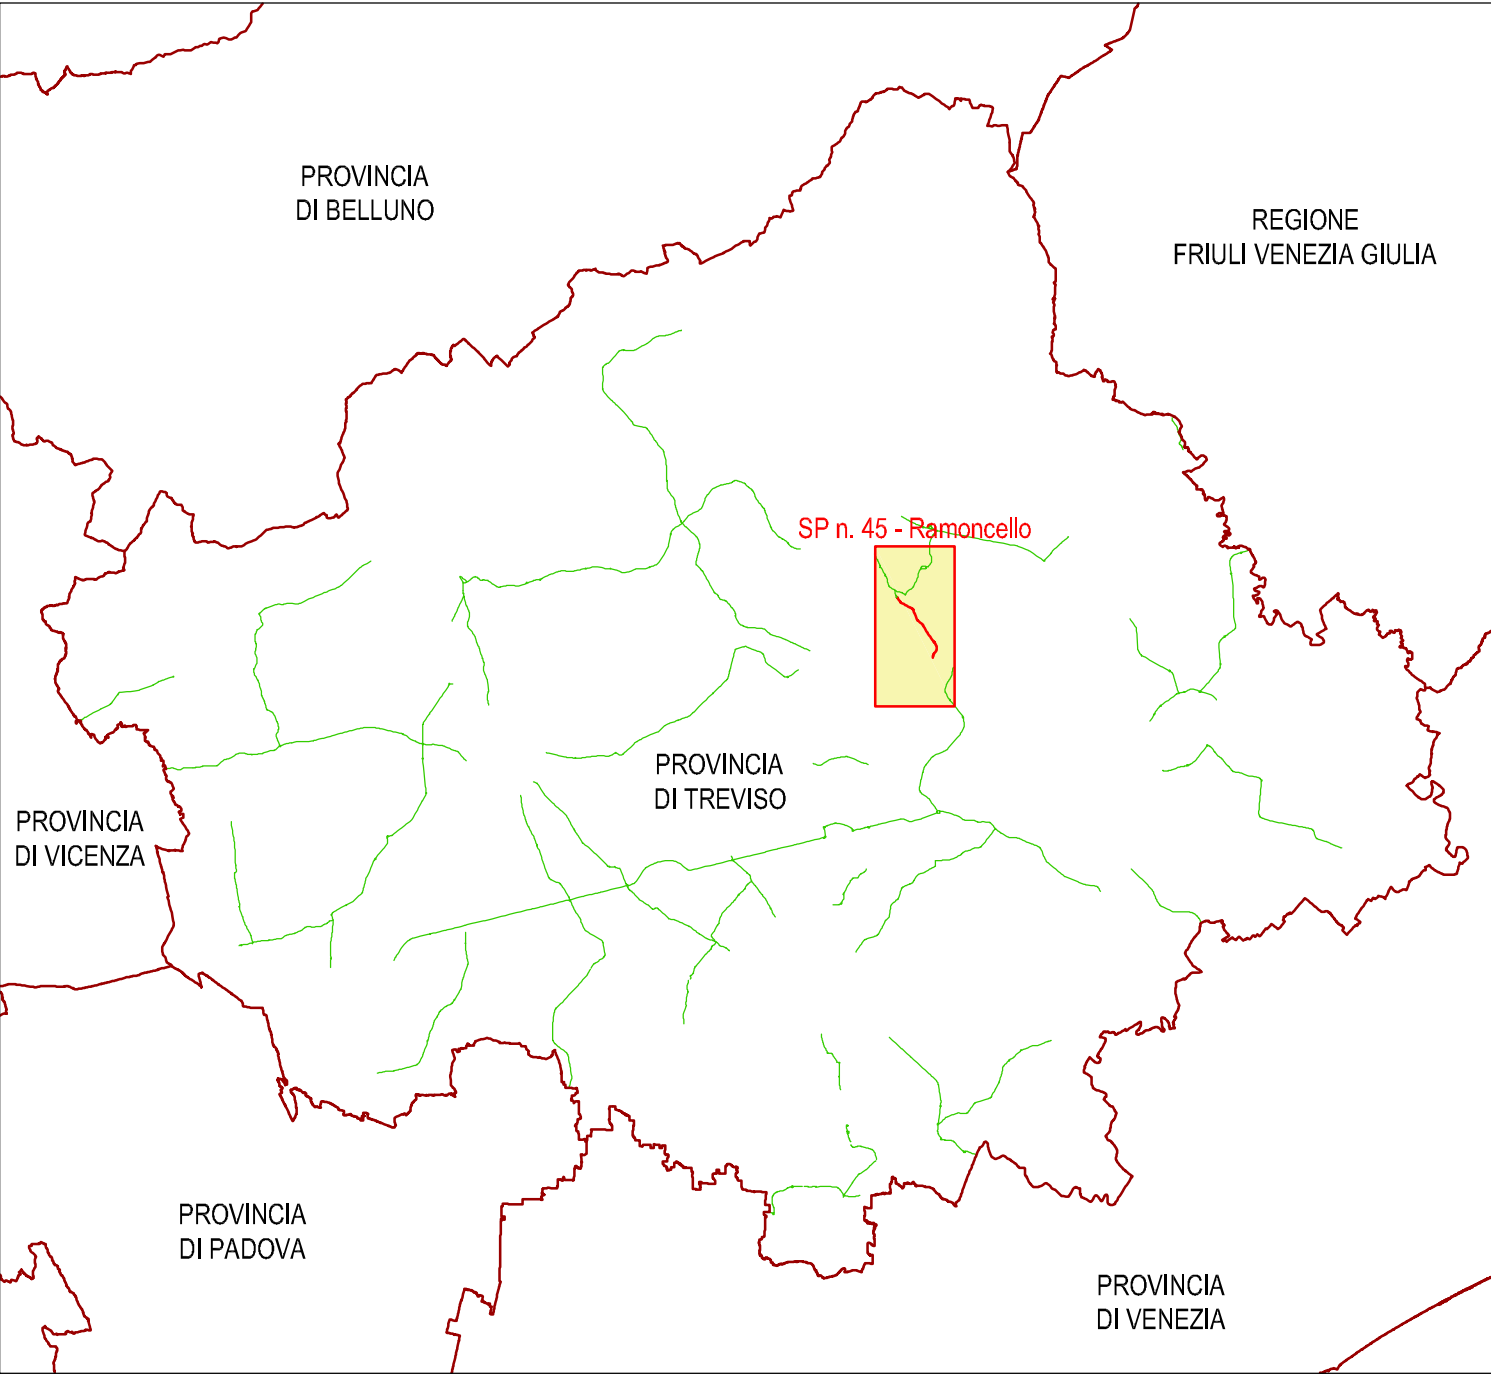 PROVINCIA
DI BELLUNO
REGIONE
FRIULI VENEZIA GIULIA
SP n. 45 - Ramoncello
PROVINCIA
DI TREVISO
PROVINCIA
DI VICENZA
PROVINCIA
DI PADOVA
PROVINCIA
DI VENEZIA